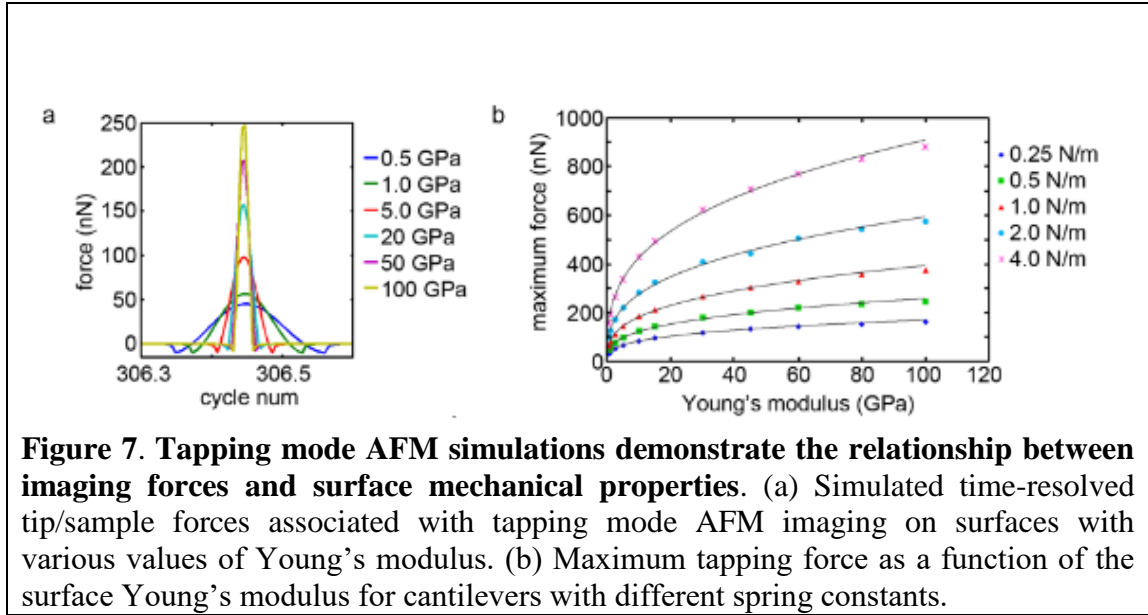 a
250
200
150
100
50
0
force (nN)
306.3
306.5
cycle num
0.5 GPa
1.0 GPa
5.0 GPa
20 GPa
50 GPa
100 GPa
b
1000
800
600
400
200
0
maximum force (nN)
0 20 40 60 80 100 120
Young's modulus (GPa)
0.25 N/m
0.5 N/m
1.0 N/m
2.0 N/m
4.0 N/m
Figure 7. Tapping mode AFM simulations demonstrate the relationship between
imaging forces and surface mechanical properties. (a) Simulated time-resolved
tip/sample forces associated with tapping mode AFM imaging on surfaces with
various values of Young’s modulus. (b) Maximum tapping force as a function of the
surface Young’s modulus for cantilevers with different spring constants.